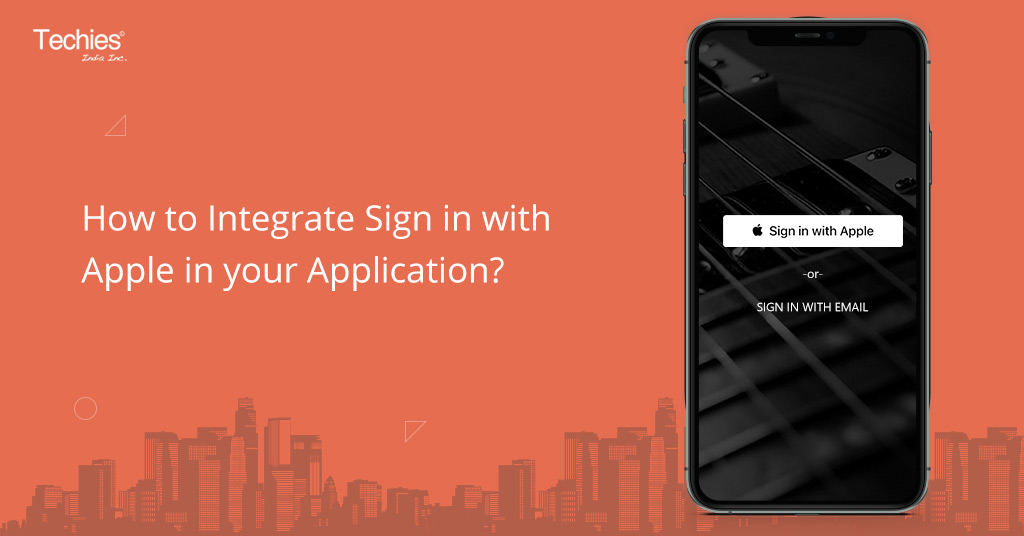 Techies©
India Inc.
How to Integrate Sign in with
Apple in your Application?
Sign in with Apple
-or-
SIGN IN WITH EMAIL